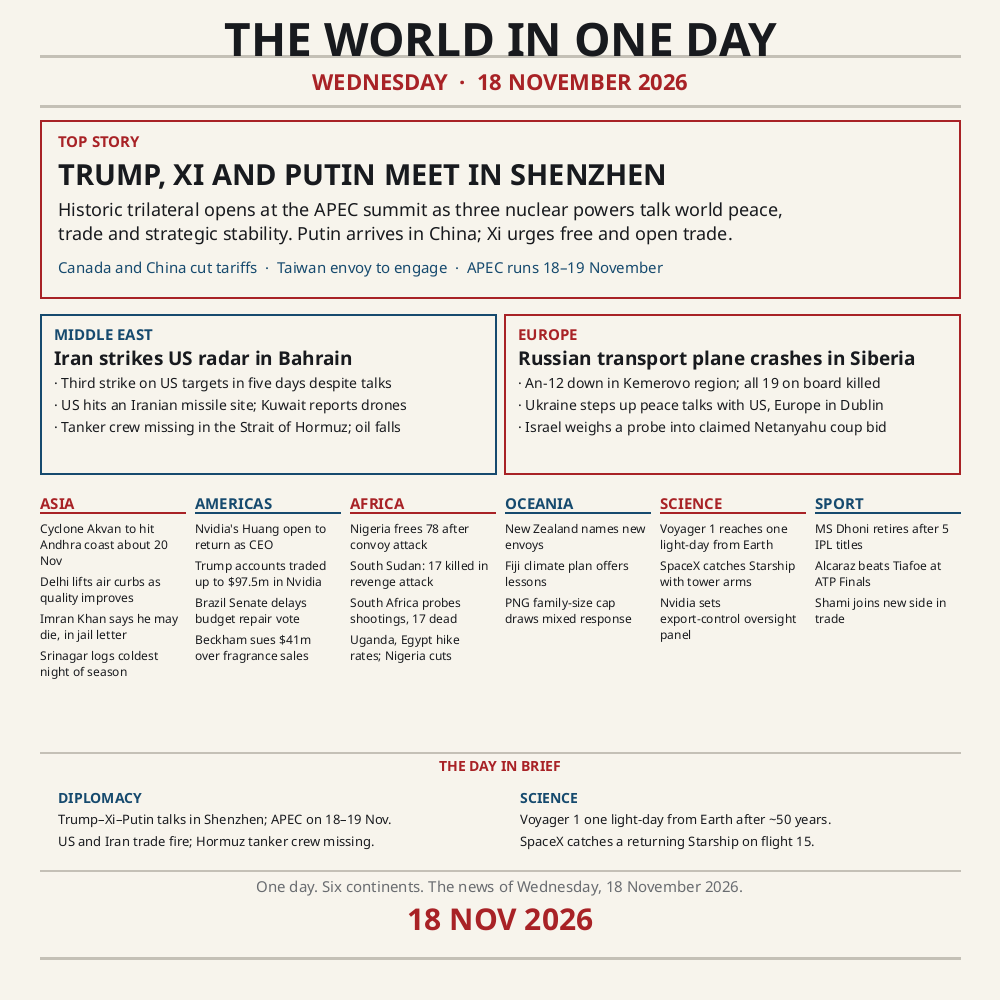 THE WORLD IN ONE DAY
WEDNESDAY · 18 NOVEMBER 2026
TOP STORY
TRUMP, XI AND PUTIN MEET IN SHENZHEN
Historic trilateral opens at the APEC summit as three nuclear powers talk world peace,
trade and strategic stability. Putin arrives in China; Xi urges free and open trade.
Canada and China cut tariffs · Taiwan envoy to engage · APEC runs 18–19 November
MIDDLE EAST
Iran strikes US radar in Bahrain
· Third strike on US targets in five days despite talks
· US hits an Iranian missile site; Kuwait reports drones
· Tanker crew missing in the Strait of Hormuz; oil falls
EUROPE
Russian transport plane crashes in Siberia
· An-12 down in Kemerovo region; all 19 on board killed
· Ukraine steps up peace talks with US, Europe in Dublin
· Israel weighs a probe into claimed Netanyahu coup bid
ASIA
Cyclone Akvan to hit
Andhra coast about 20
Nov
Delhi lifts air curbs as
quality improves
Imran Khan says he may
die, in jail letter
Srinagar logs coldest
night of season
AMERICAS
Nvidia's Huang open to
return as CEO
Trump accounts traded
up to $97.5m in Nvidia
Brazil Senate delays
budget repair vote
Beckham sues $41m
over fragrance sales
AFRICA
Nigeria frees 78 after
convoy attack
South Sudan: 17 killed in
revenge attack
South Africa probes
shootings, 17 dead
Uganda, Egypt hike
rates; Nigeria cuts
OCEANIA
New Zealand names new
envoys
Fiji climate plan offers
lessons
PNG family-size cap
draws mixed response
SCIENCE
Voyager 1 reaches one
light-day from Earth
SpaceX catches Starship
with tower arms
Nvidia sets
export-control oversight
panel
SPORT
MS Dhoni retires after 5
IPL titles
Alcaraz beats Tiafoe at
ATP Finals
Shami joins new side in
trade
THE DAY IN BRIEF
DIPLOMACY
Trump–Xi–Putin talks in Shenzhen; APEC on 18–19 Nov.
US and Iran trade fire; Hormuz tanker crew missing.
SCIENCE
Voyager 1 one light-day from Earth after ~50 years.
SpaceX catches a returning Starship on flight 15.
One day. Six continents. The news of Wednesday, 18 November 2026.
18 NOV 2026